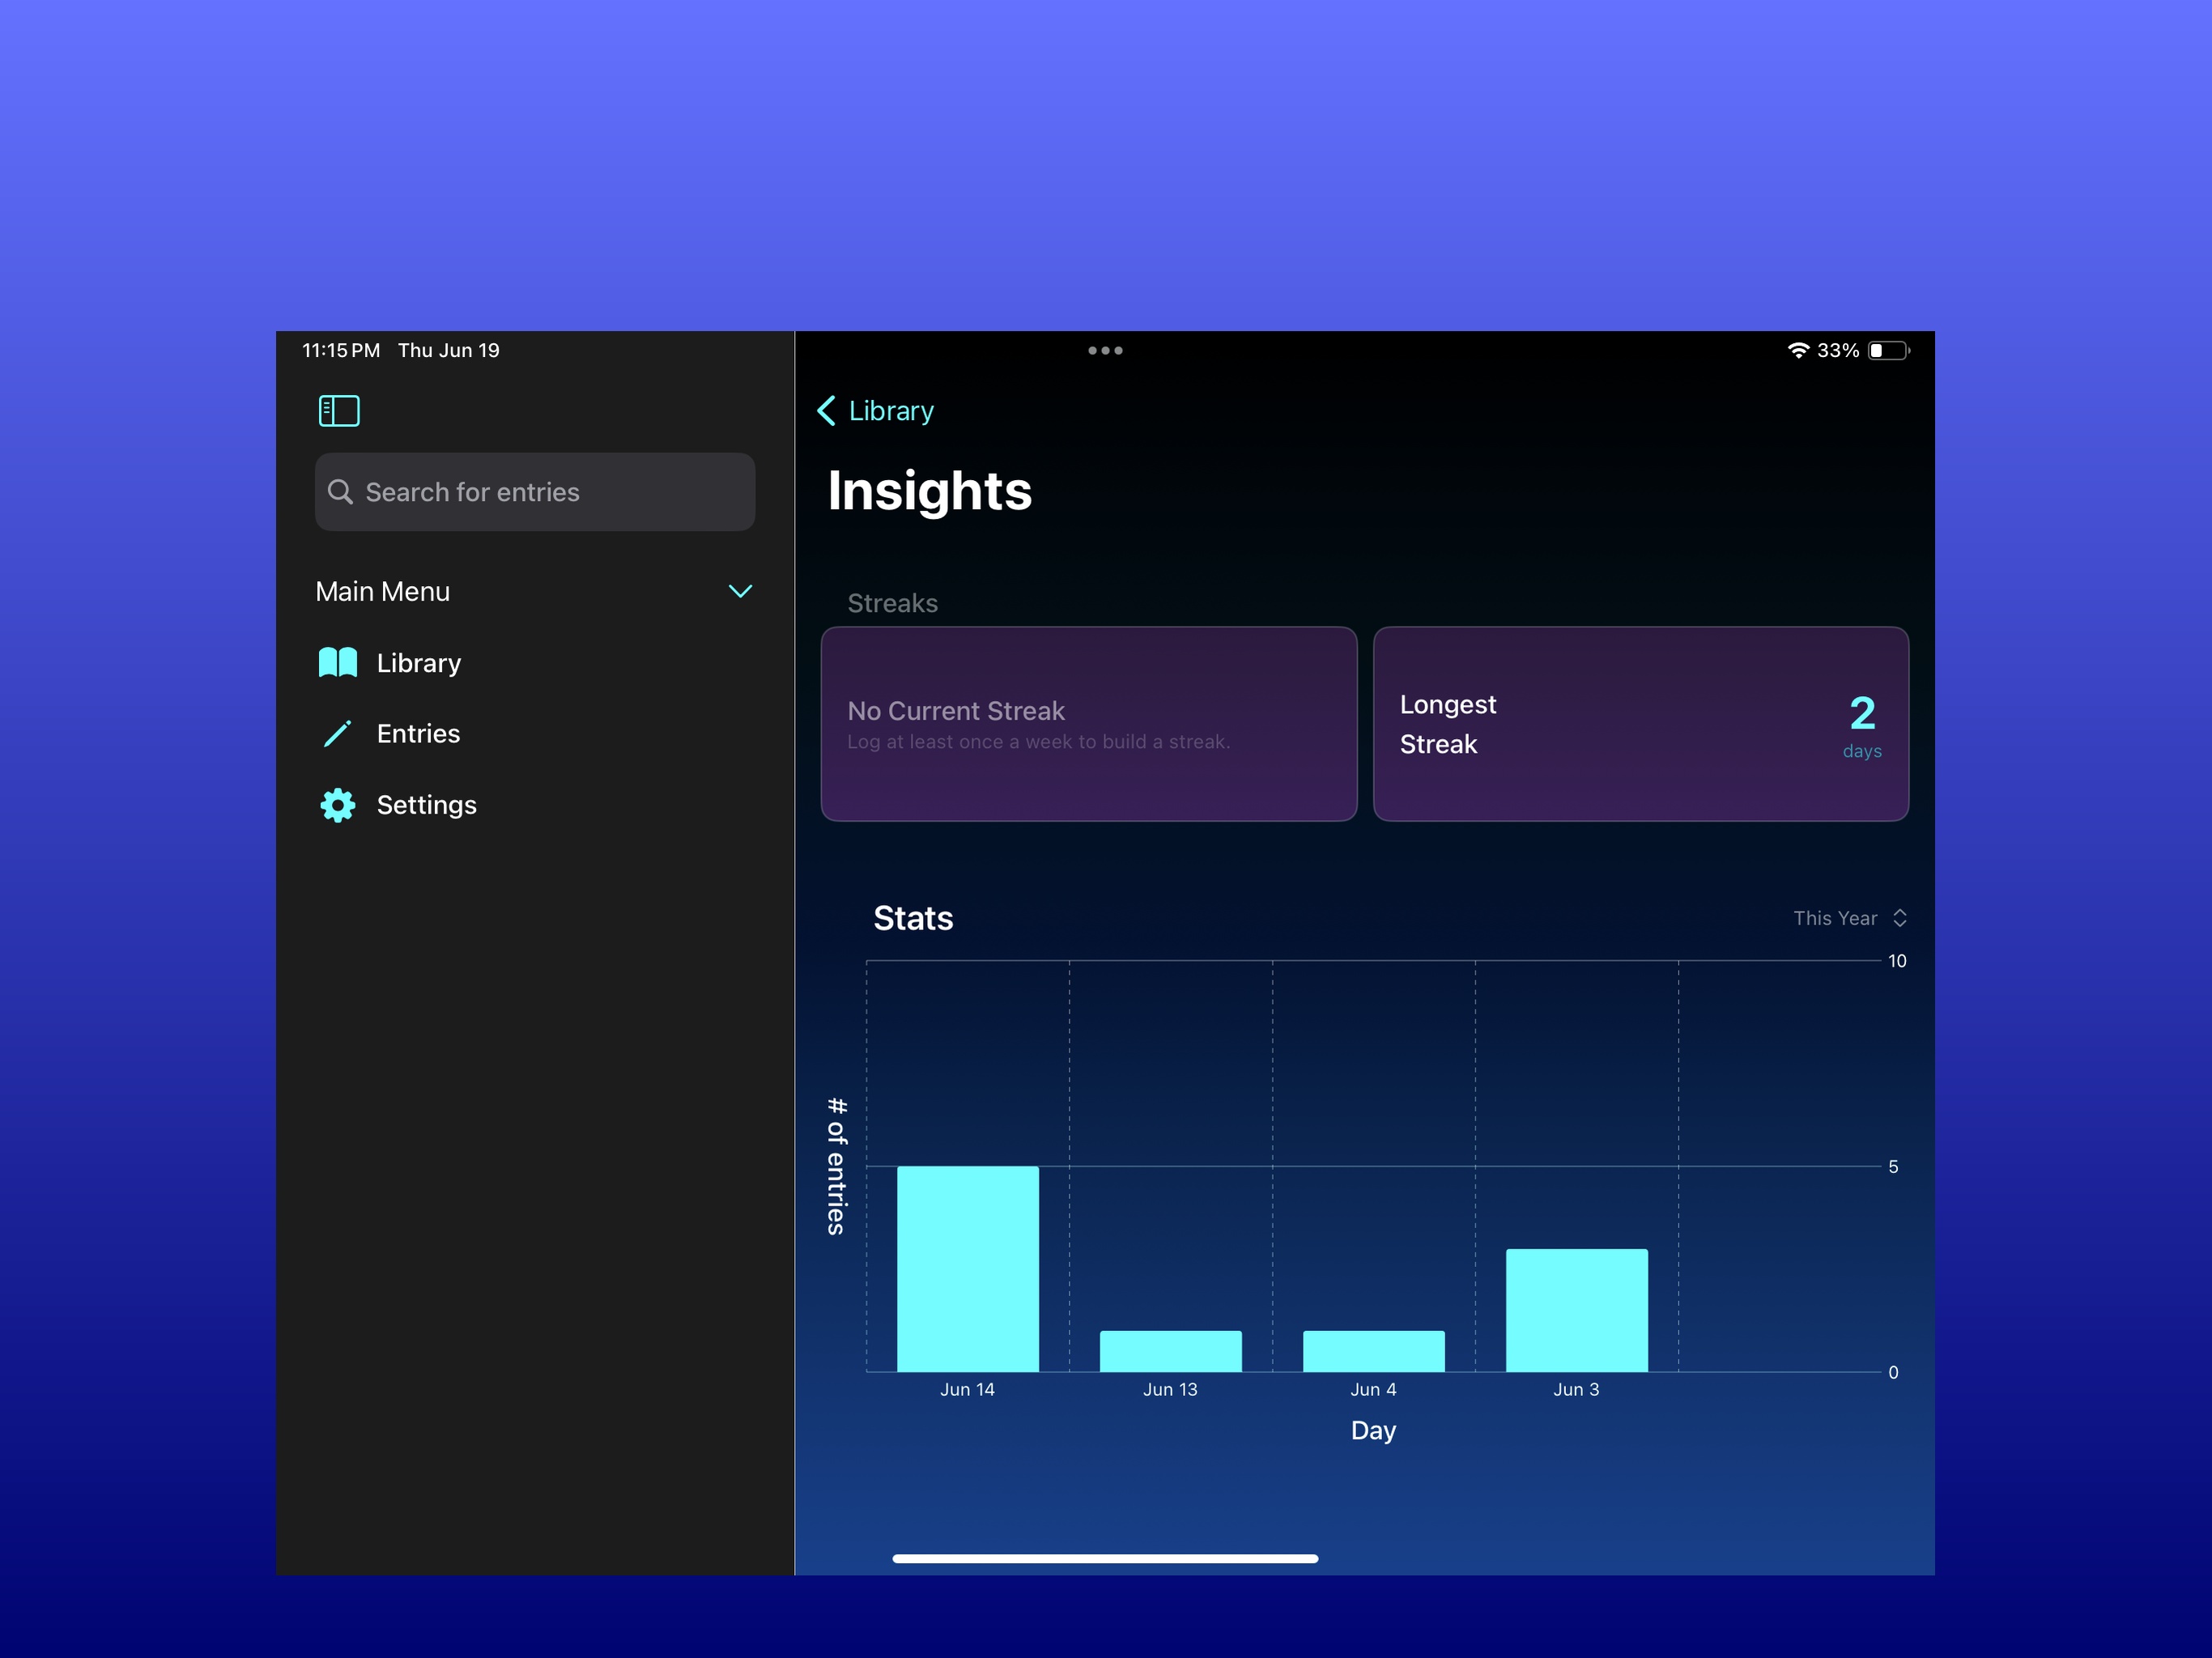 11:15 PM Thu Jun 19
33%
Search for entries
Main Menu
Library
Entries
Settings
Library
Insights
Streaks
No Current Streak
Log at least once a week to build a streak.
Longest
Streak
2
days
Stats
This Year
10
5
0
# of entries
Jun 14
Jun 13
Jun 4
Jun 3
Day